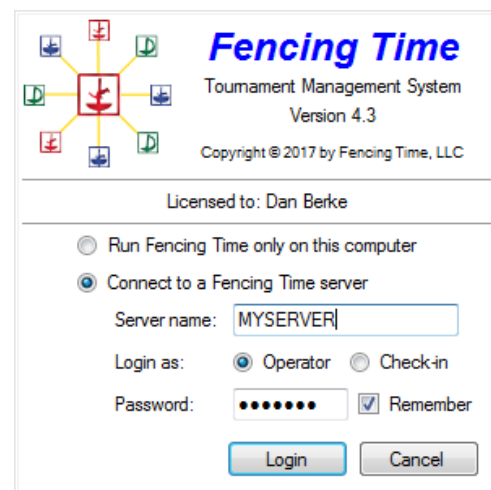 Fencing Time
Tournament Management System
Version 4.3
Copyright © 2017 by Fencing Time, LLC
Licensed to: Dan Berke
Run Fencing Time only on this computer
Connect to a Fencing Time server
Server name: MYSERVER
Login as: Operator Check-in
Password: ●●●●●●● Remember
Login Cancel